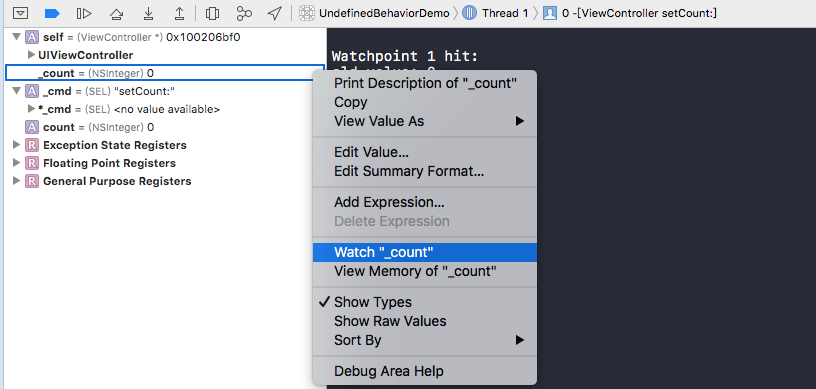 UndefinedBehaviorDemo Thread 1 0 -[ViewController setCount:]
A self = (ViewController *) 0x100206bf0
UIViewController
_count = (NSInteger) 0
A _cmd = (SEL) "setCount:"
*_cmd = (SEL) <no value available>
A count = (NSInteger) 0
R Exception State Registers
R Floating Point Registers
R General Purpose Registers
Watchpoint 1 hit:
Print Description of "_count"
Copy
View Value As
Edit Value...
Edit Summary Format...
Add Expression...
Delete Expression
Watch "_count"
View Memory of "_count"
Show Types
Show Raw Values
Sort By
Debug Area Help